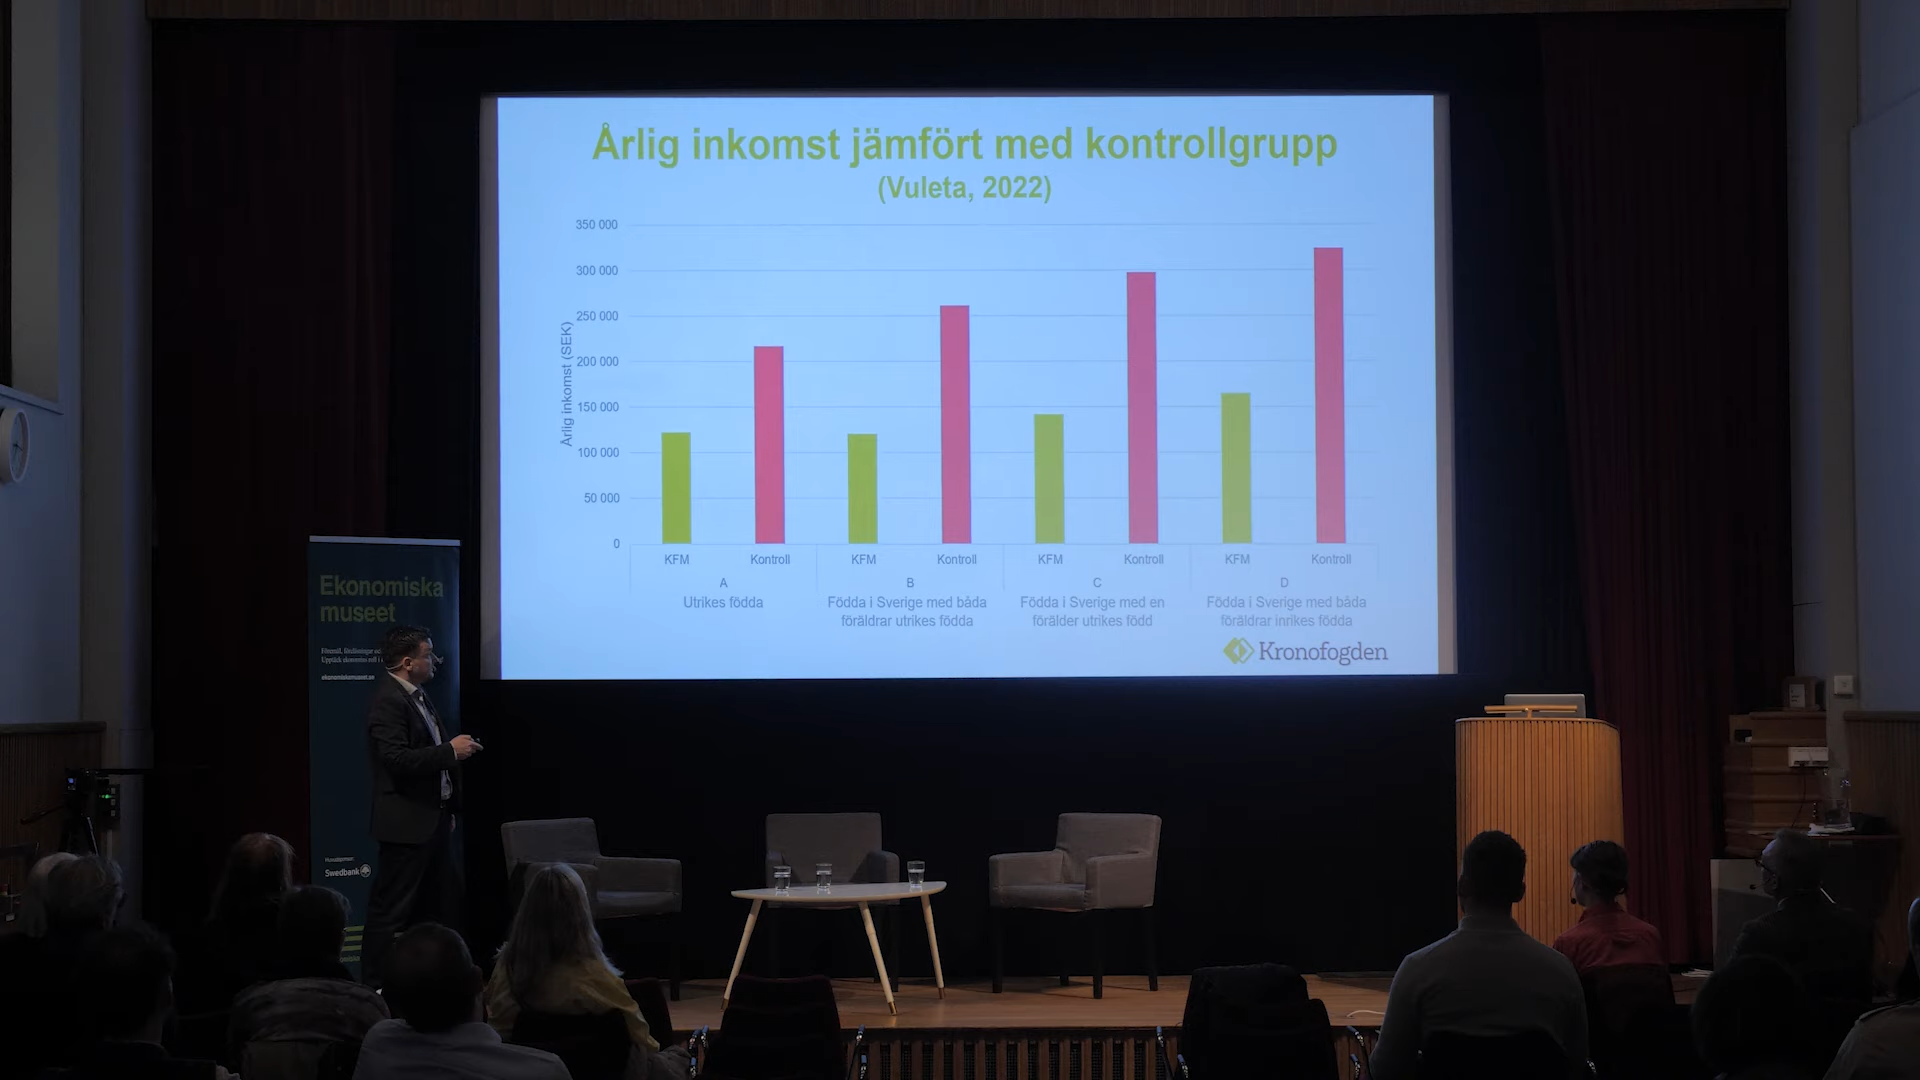 Årlig inkomst jämfört med kontrollgrupp
(Vuleta, 2022)
350 000
300 000
250 000
200 000
150 000
100 000
50 000
0
Årlig inkomst (SEK)
KFM
Kontroll
KFM
Kontroll
KFM
Kontroll
KFM
Kontroll
A
B
C
D
Utrikes födda
Födda i Sverige med båda
föräldrar utrikes födda
Födda i Sverige med en
förälder utrikes född
Födda i Sverige med båda
föräldrar inrikes födda
Kronofogden
Ekonomiska
museet
ekonomiskamuseet.se
Swedbank